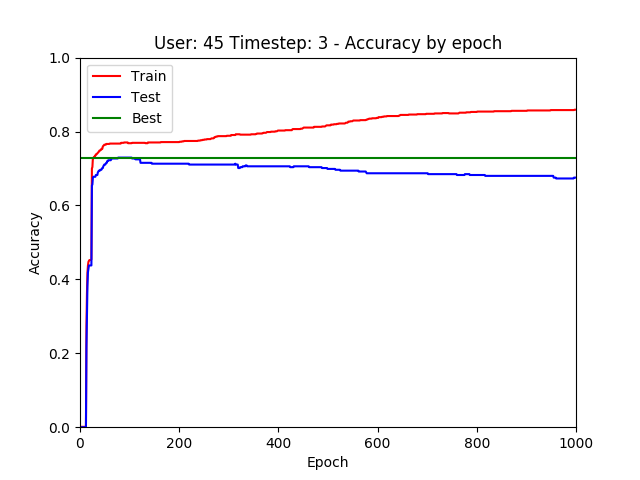 User: 45 Timestep: 3 - Accuracy by epoch
1.0
0.8
0.6
0.4
0.2
0.0
Accuracy
Train
Test
Best
0 200 400 600 800 1000
Epoch